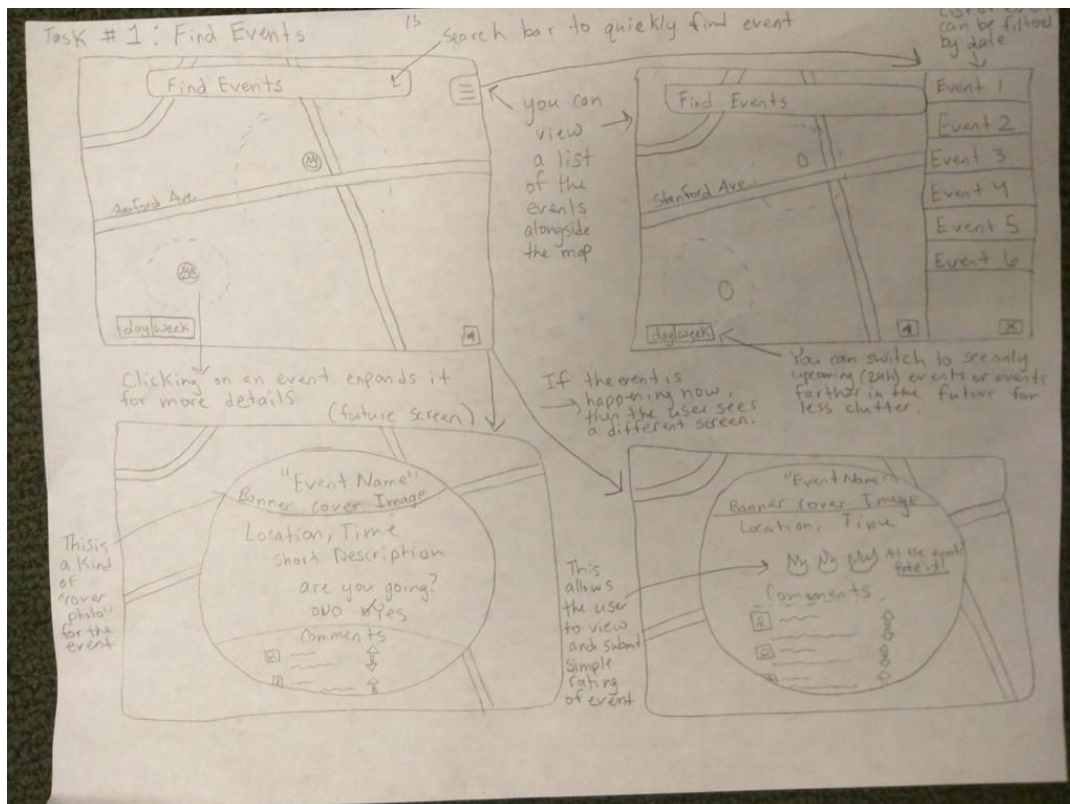 Task # 1: Find Events
1b
Search bar to quickly find event
can be filtered
by date
Find Events
Stanford Ave.
day week
you can
view
a list
of the
events
alongside
the map
Find Events
Stanford Ave.
day week
Event 1
Event 2
Event 3
Event 4
Event 5
Event 6
X
Clicking on an event expands it
for more details
(future screen)
If the event is
happening now,
then the user sees
a different screen.
You can switch to see only
upcoming (24h) events or events
farther in the future for
less clutter.
"Event Name"
Banner Cover Image
Location, Time
Short Description
are you going?
No Yes
Comments
This is
a kind
of
"cover
photo"
for the
event
This
allows
the user
to view
and submit
simple
rating
of event
"Event Name"
Banner Cover Image
Location, Time
At the event?
Rate it!
Comments